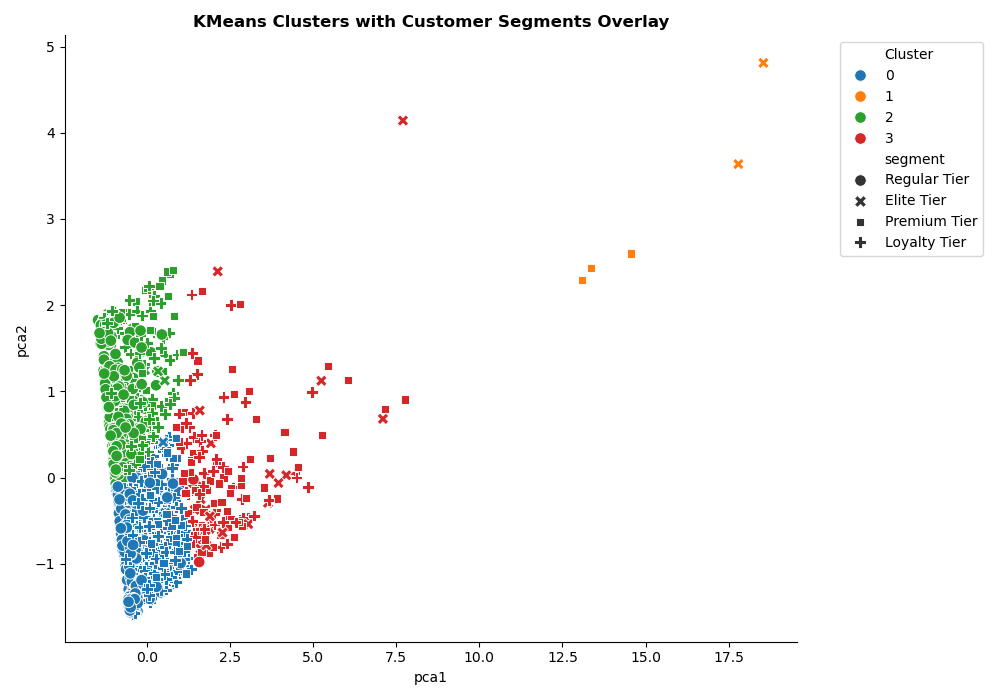 KMeans Clusters with Customer Segments Overlay
5
4
3
2
1
0
−1
pca2
0.0 2.5 5.0 7.5 10.0 12.5 15.0 17.5
pca1
Cluster
0
1
2
3
segment
Regular Tier
Elite Tier
Premium Tier
Loyalty Tier